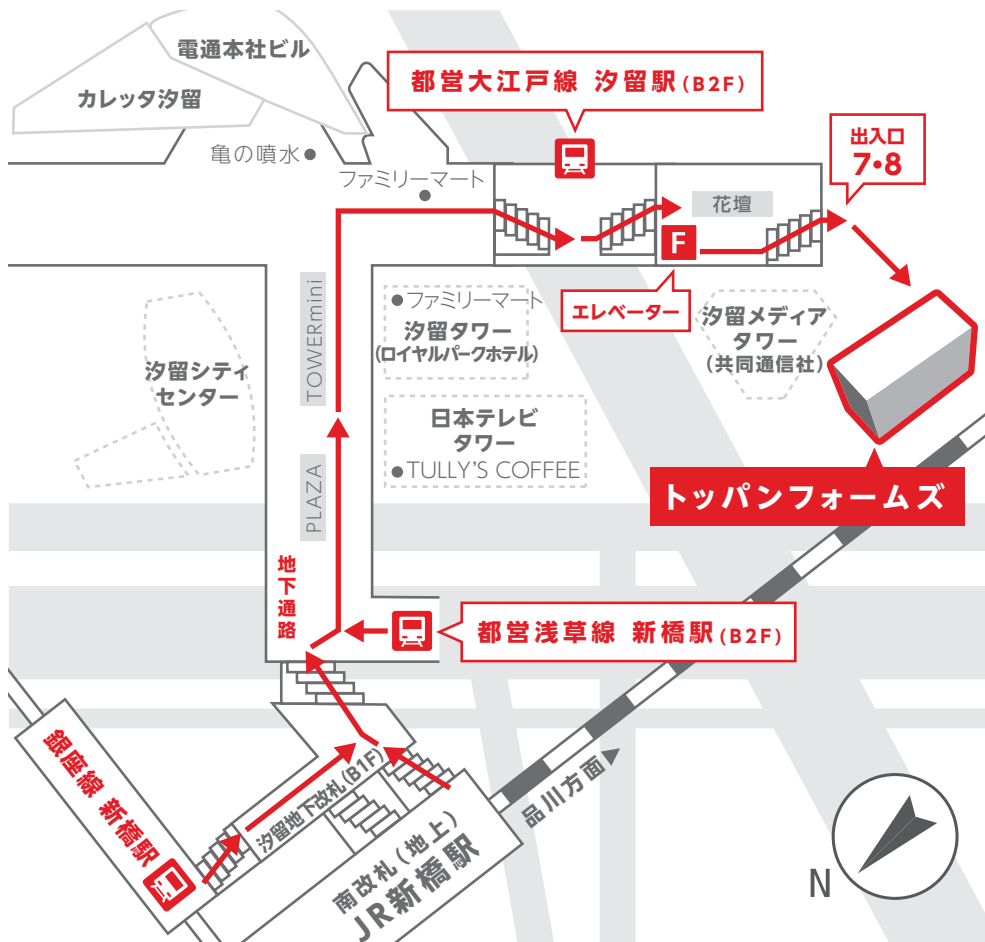 電通本社ビル
カレッタ汐留
亀の噴水
ファミリーマート
都営大江戸線 汐留駅(B2F)
出入口
7・8
花壇
F
エレベーター
ファミリーマート
汐留タワー
(ロイヤルパークホテル)
汐留メディア
タワー
(共同通信社)
TOWERmini
汐留シティ
センター
日本テレビ
タワー
TULLY'S COFFEE
PLAZA
トッパンフォームズ
地下通路
都営浅草線 新橋駅(B2F)
銀座線 新橋駅
汐留地下改札(B1F)
南改札(地上)
JR新橋駅
品川方面
N